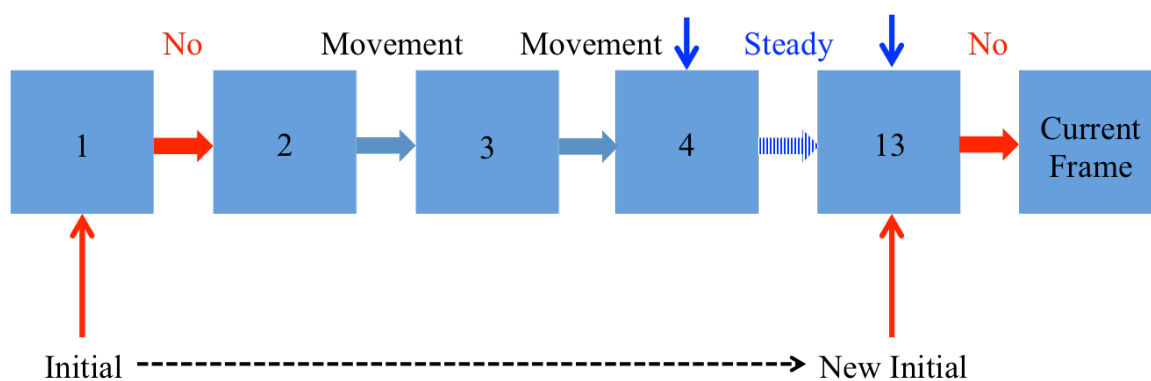 No Movement Movement Steady No
1 2 3 4 13 Current
Frame
Initial New Initial